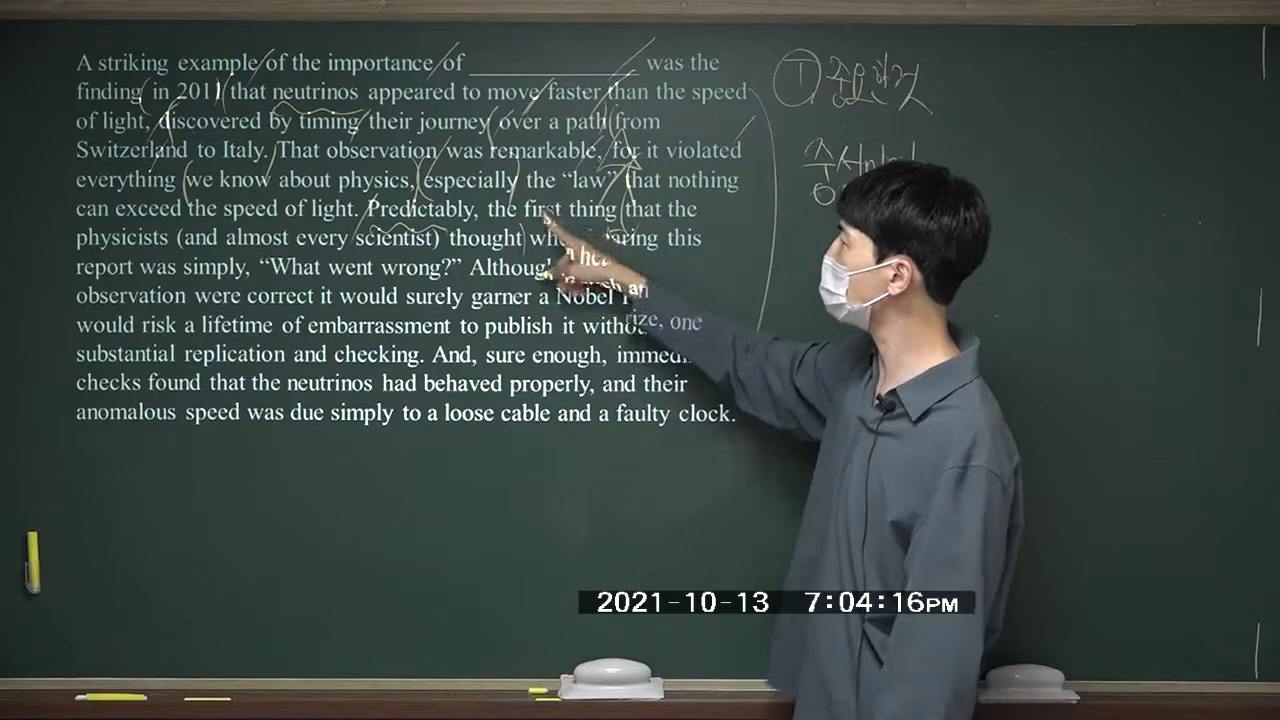 A striking example of the importance of ________________ was the
finding in 2011 that neutrinos appeared to move faster than the speed
of light, discovered by timing their journey over a path from
Switzerland to Italy. That observation was remarkable, for it violated
everything we know about physics, especially the “law” that nothing
can exceed the speed of light. Predictably, the first thing that the
physicists (and almost every scientist) thought this
report was simply, “What went wrong?”
observation were correct it would surely garner a Nobel
would risk a lifetime of embarrassment to publish it one
substantial replication and checking. And, sure enough,
checks found that the neutrinos had behaved properly, and their
anomalous speed was due simply to a loose cable and a faulty clock.
① 중요한 것
2021-10-13 7:04:16PM